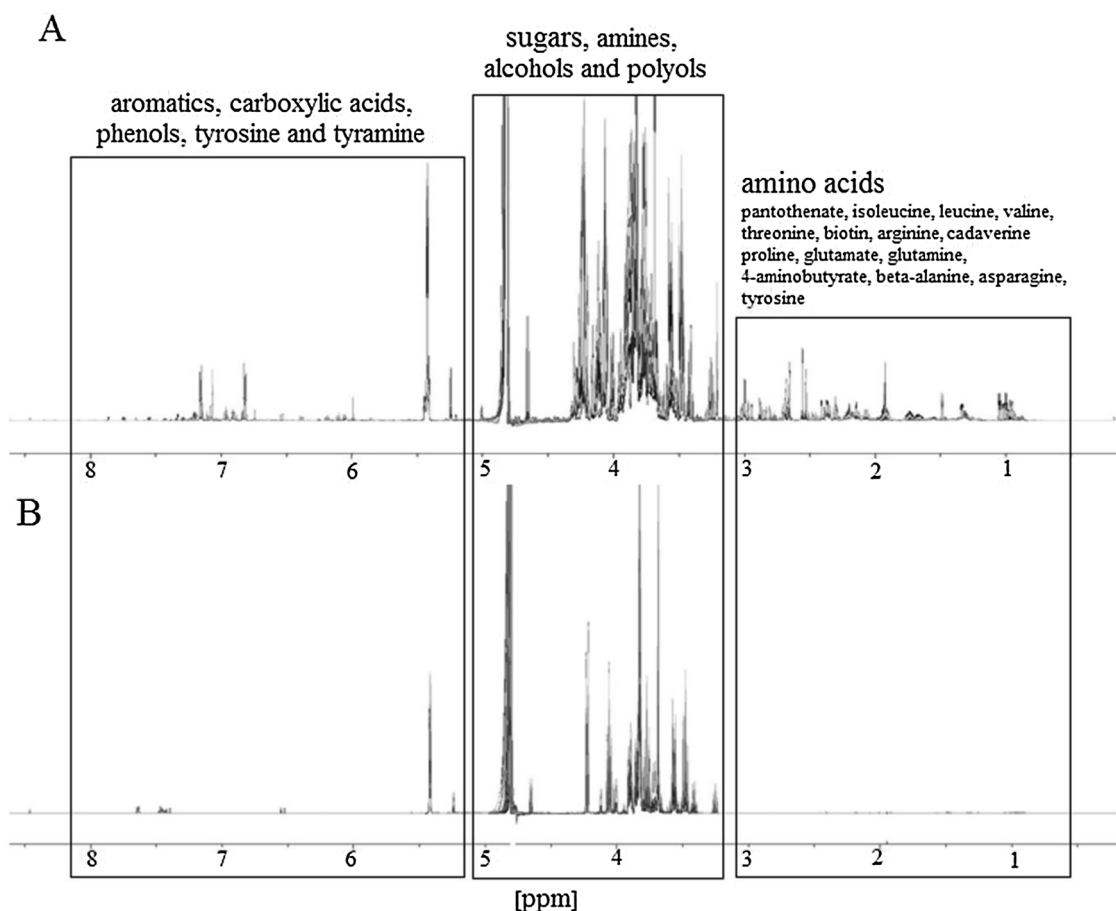 A
sugars, amines,
alcohols and polyols
aromatics, carboxylic acids,
phenols, tyrosine and tyramine
amino acids
pantothenate, isoleucine, leucine, valine,
threonine, biotin, arginine, cadaverine
proline, glutamate, glutamine,
4-aminobutyrate, beta-alanine, asparagine,
tyrosine
8 7 6 5 4 3 2 1
B
8 7 6 5 4 3 2 1
[ppm]